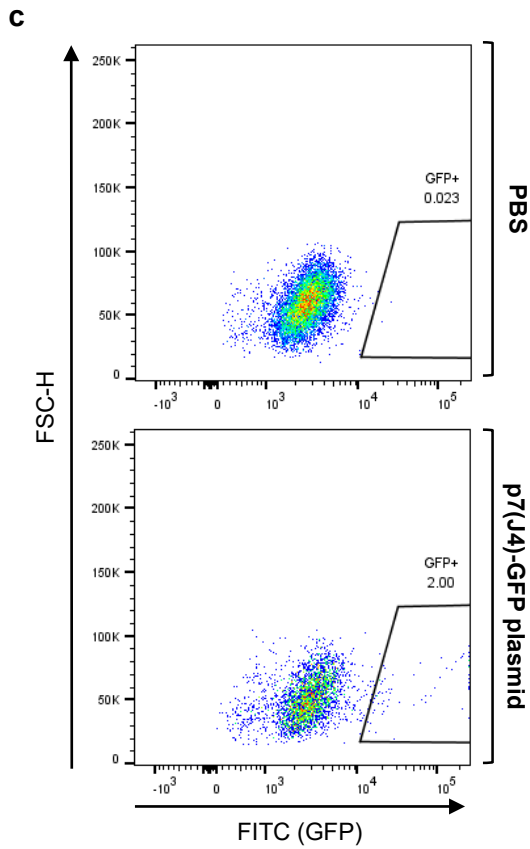 c
250K
200K
150K
100K
50K
0
GFP+
0.023
-10³
0
10³
10⁴
10⁵
PBS
FSC-H
250K
200K
150K
100K
50K
0
GFP+
2.00
-10³
0
10³
10⁴
10⁵
p7(J4)-GFP plasmid
FITC (GFP)